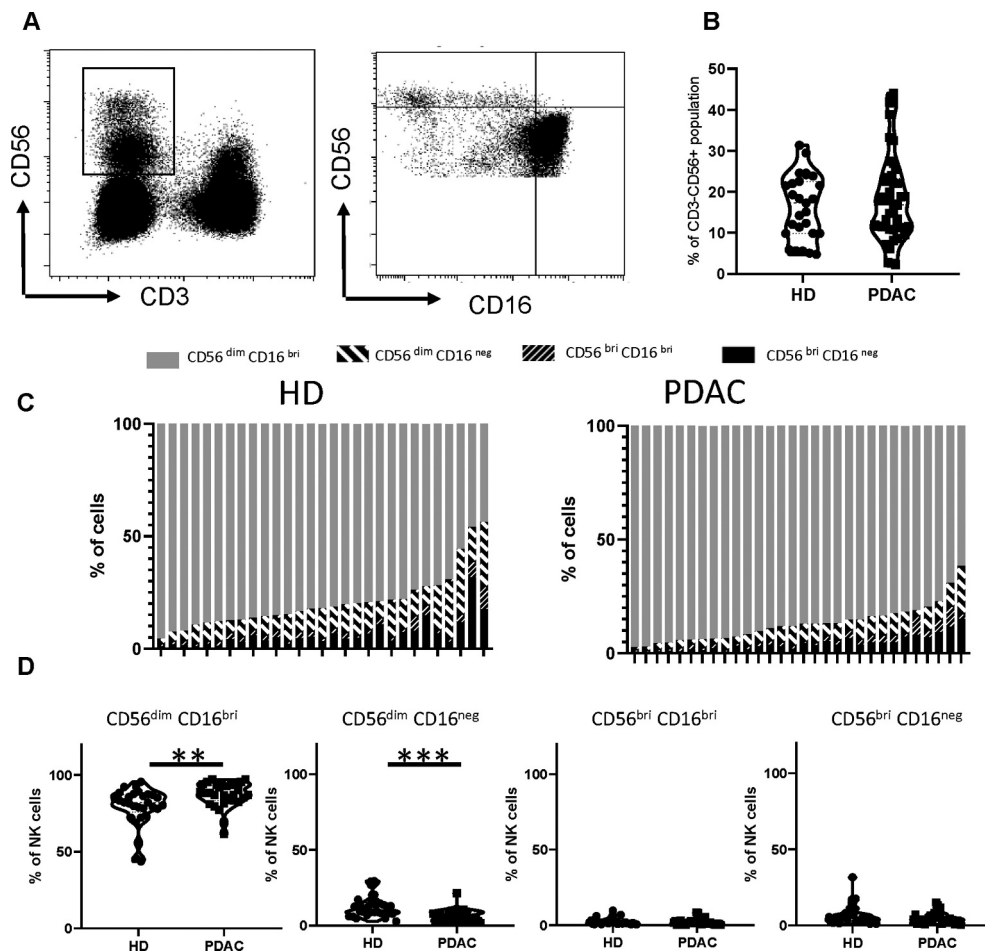 A
CD56
CD3
CD56
CD16
B
% of CD3-CD56+ population
50
40
30
20
10
0
HD
PDAC
CD56 dim CD16 bri
CD56 dim CD16 neg
CD56 bri CD16 bri
CD56 bri CD16 neg
C
HD
PDAC
% of cells
100
50
0
% of cells
100
50
0
D
CD56dim CD16bri
CD56dim CD16neg
CD56bri CD16bri
CD56bri CD16neg
% of NK cells
100
50
0
**
HD
PDAC
% of NK cells
100
50
0
***
HD
PDAC
% of NK cells
100
50
0
HD
PDAC
% of NK cells
100
50
0
HD
PDAC